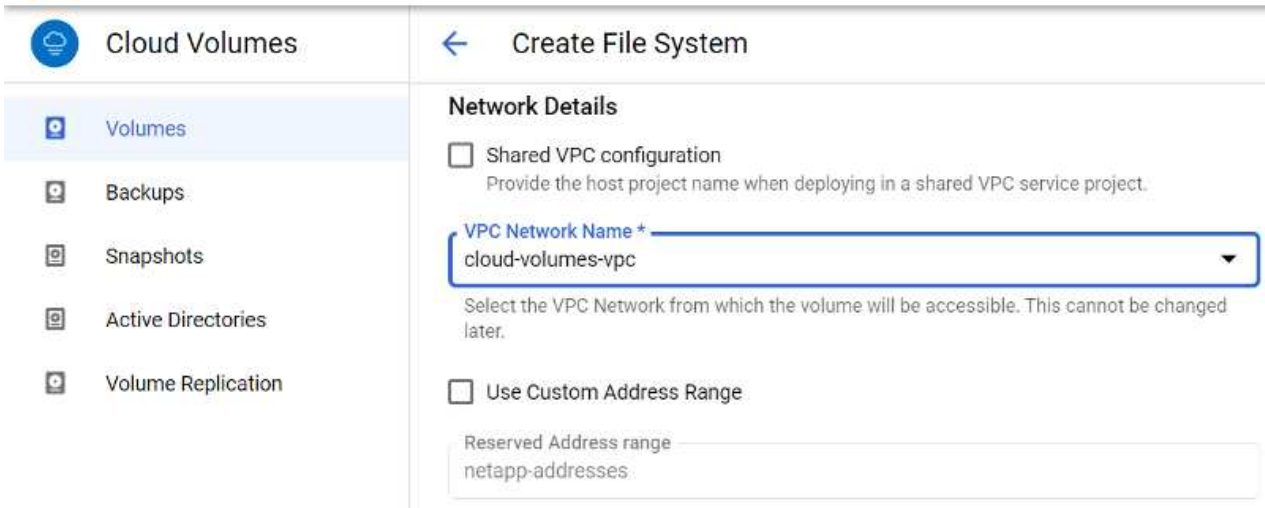 Cloud Volumes
Create File System
Volumes
Backups
Snapshots
Active Directories
Volume Replication
Network Details
Shared VPC configuration
Provide the host project name when deploying in a shared VPC service project.
VPC Network Name *
cloud-volumes-vpc
Select the VPC Network from which the volume will be accessible. This cannot be changed
later.
Use Custom Address Range
Reserved Address range
netapp-addresses